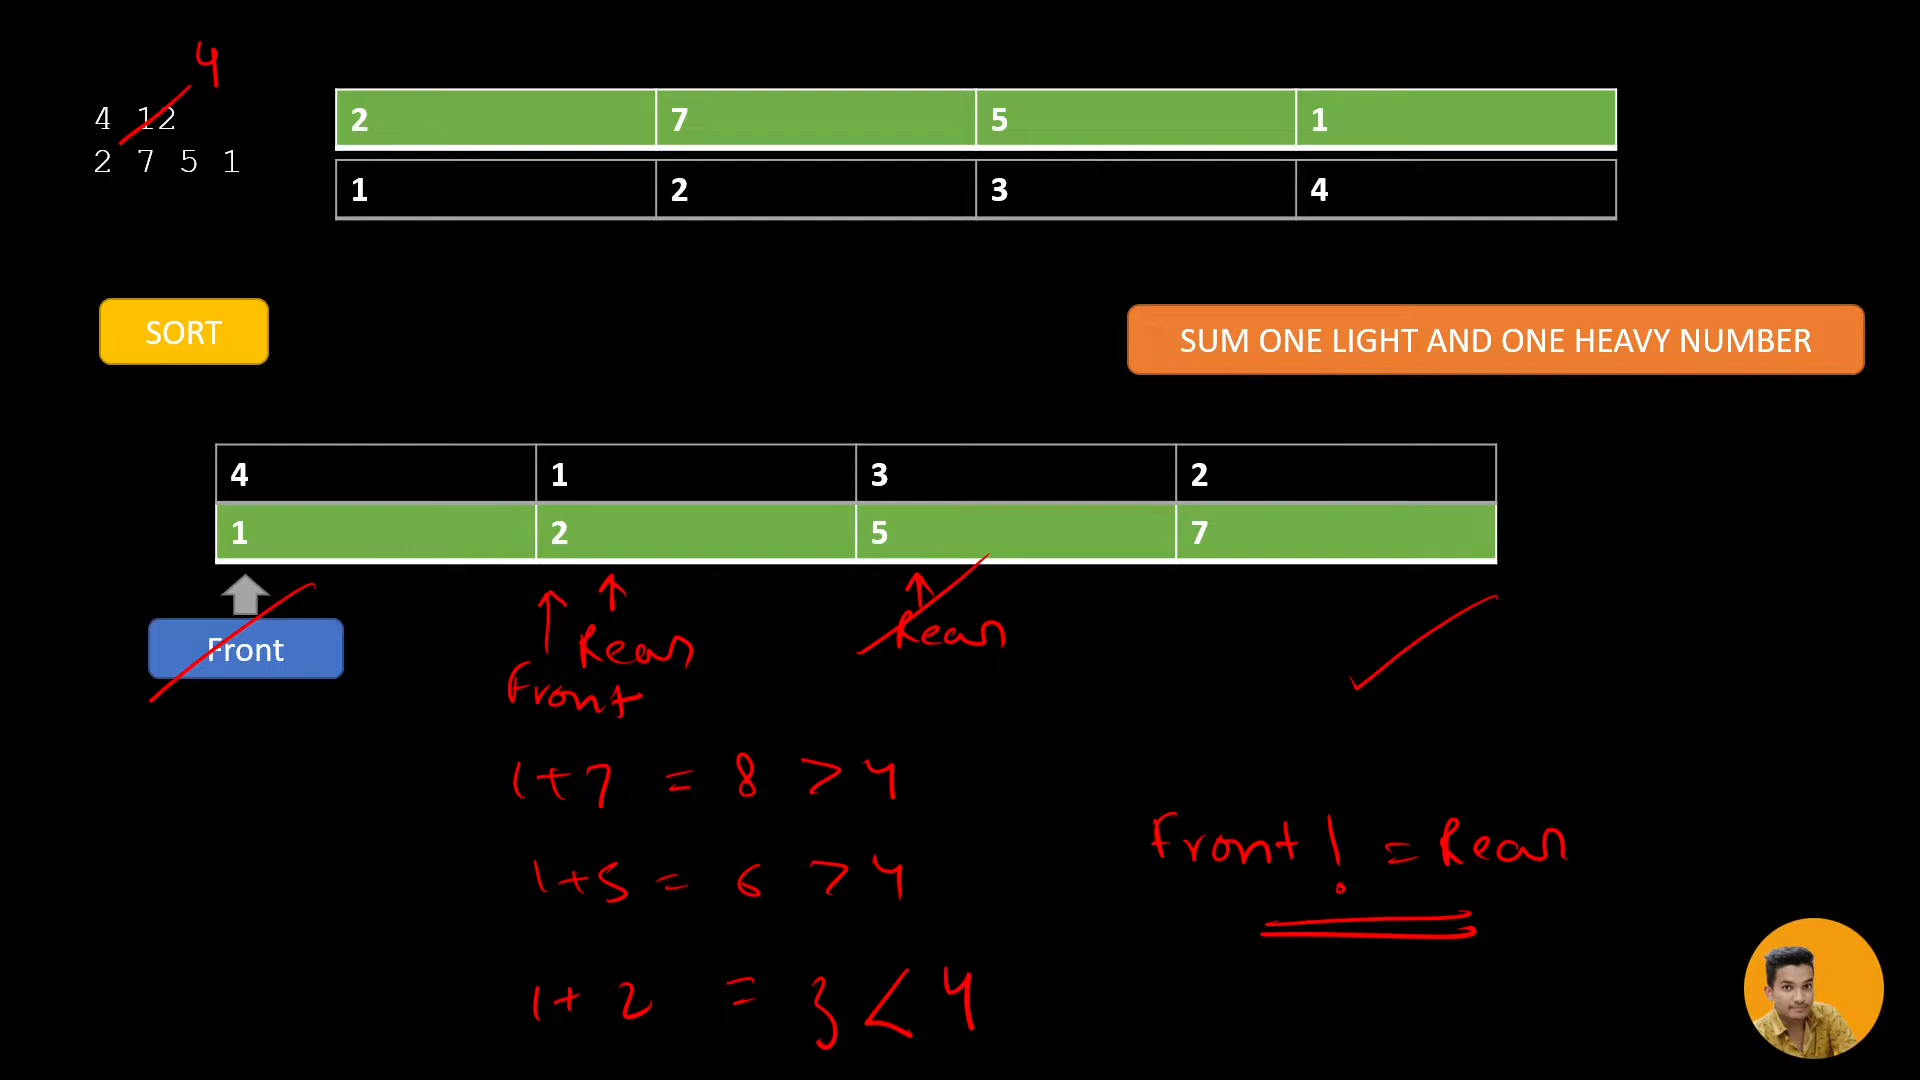 4
4 12
2 7 5 1
2 7 5 1
1 2 3 4
SORT
SUM ONE LIGHT AND ONE HEAVY NUMBER
4 1 3 2
1 2 5 7
Front
Rear
Rear
Front
1+7 = 8 > 4
1+5 = 6 > 4
Front != Rear
1+2 = 3 < 4